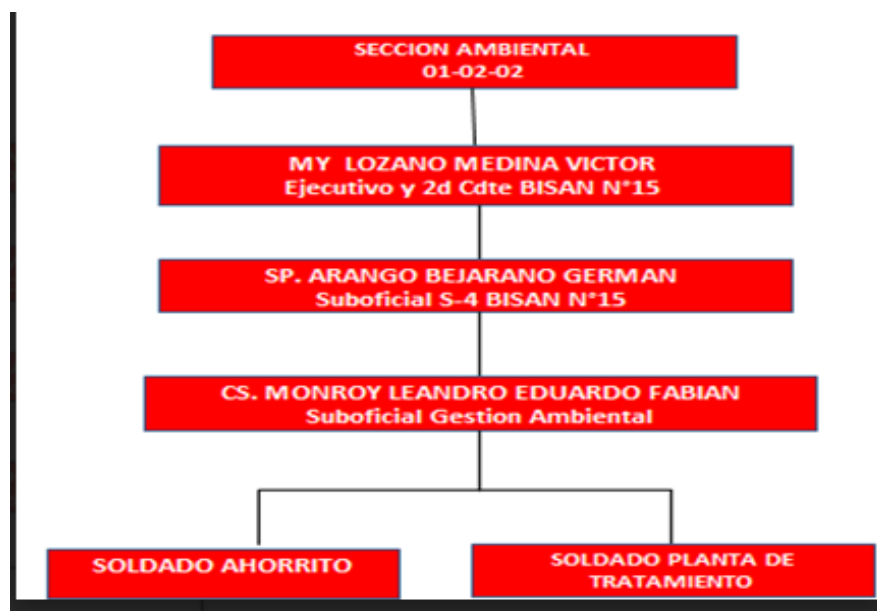 SECCION AMBIENTAL
01-02-02
MY LOZANO MEDINA VICTOR
Ejecutivo y 2d Cdte BISAN N°15
SP. ARANGO BEJARANO GERMAN
Suboficial S-4 BISAN N°15
CS. MONROY LEANDRO EDUARDO FABIAN
Suboficial Gestion Ambiental
SOLDADO AHORRITO
SOLDADO PLANTA DE
TRATAMIENTO